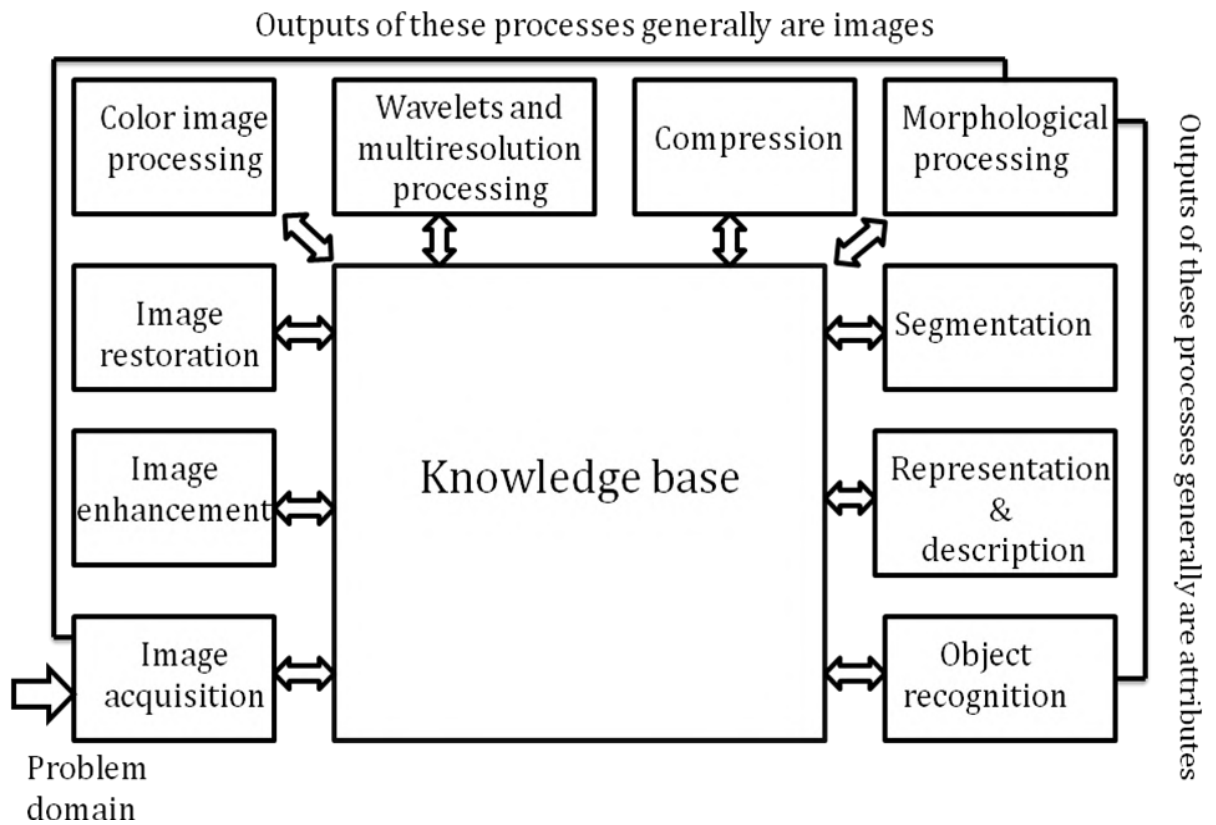 Outputs of these processes generally are images
Color image
processing
Wavelets and
multiresolution
processing
Compression
Morphological
processing
Outputs of these processes generally are attributes
Image
restoration
Segmentation
Knowledge base
Image
enhancement
Representation
&
description
Image
acquisition
Object
recognition
Problem
domain